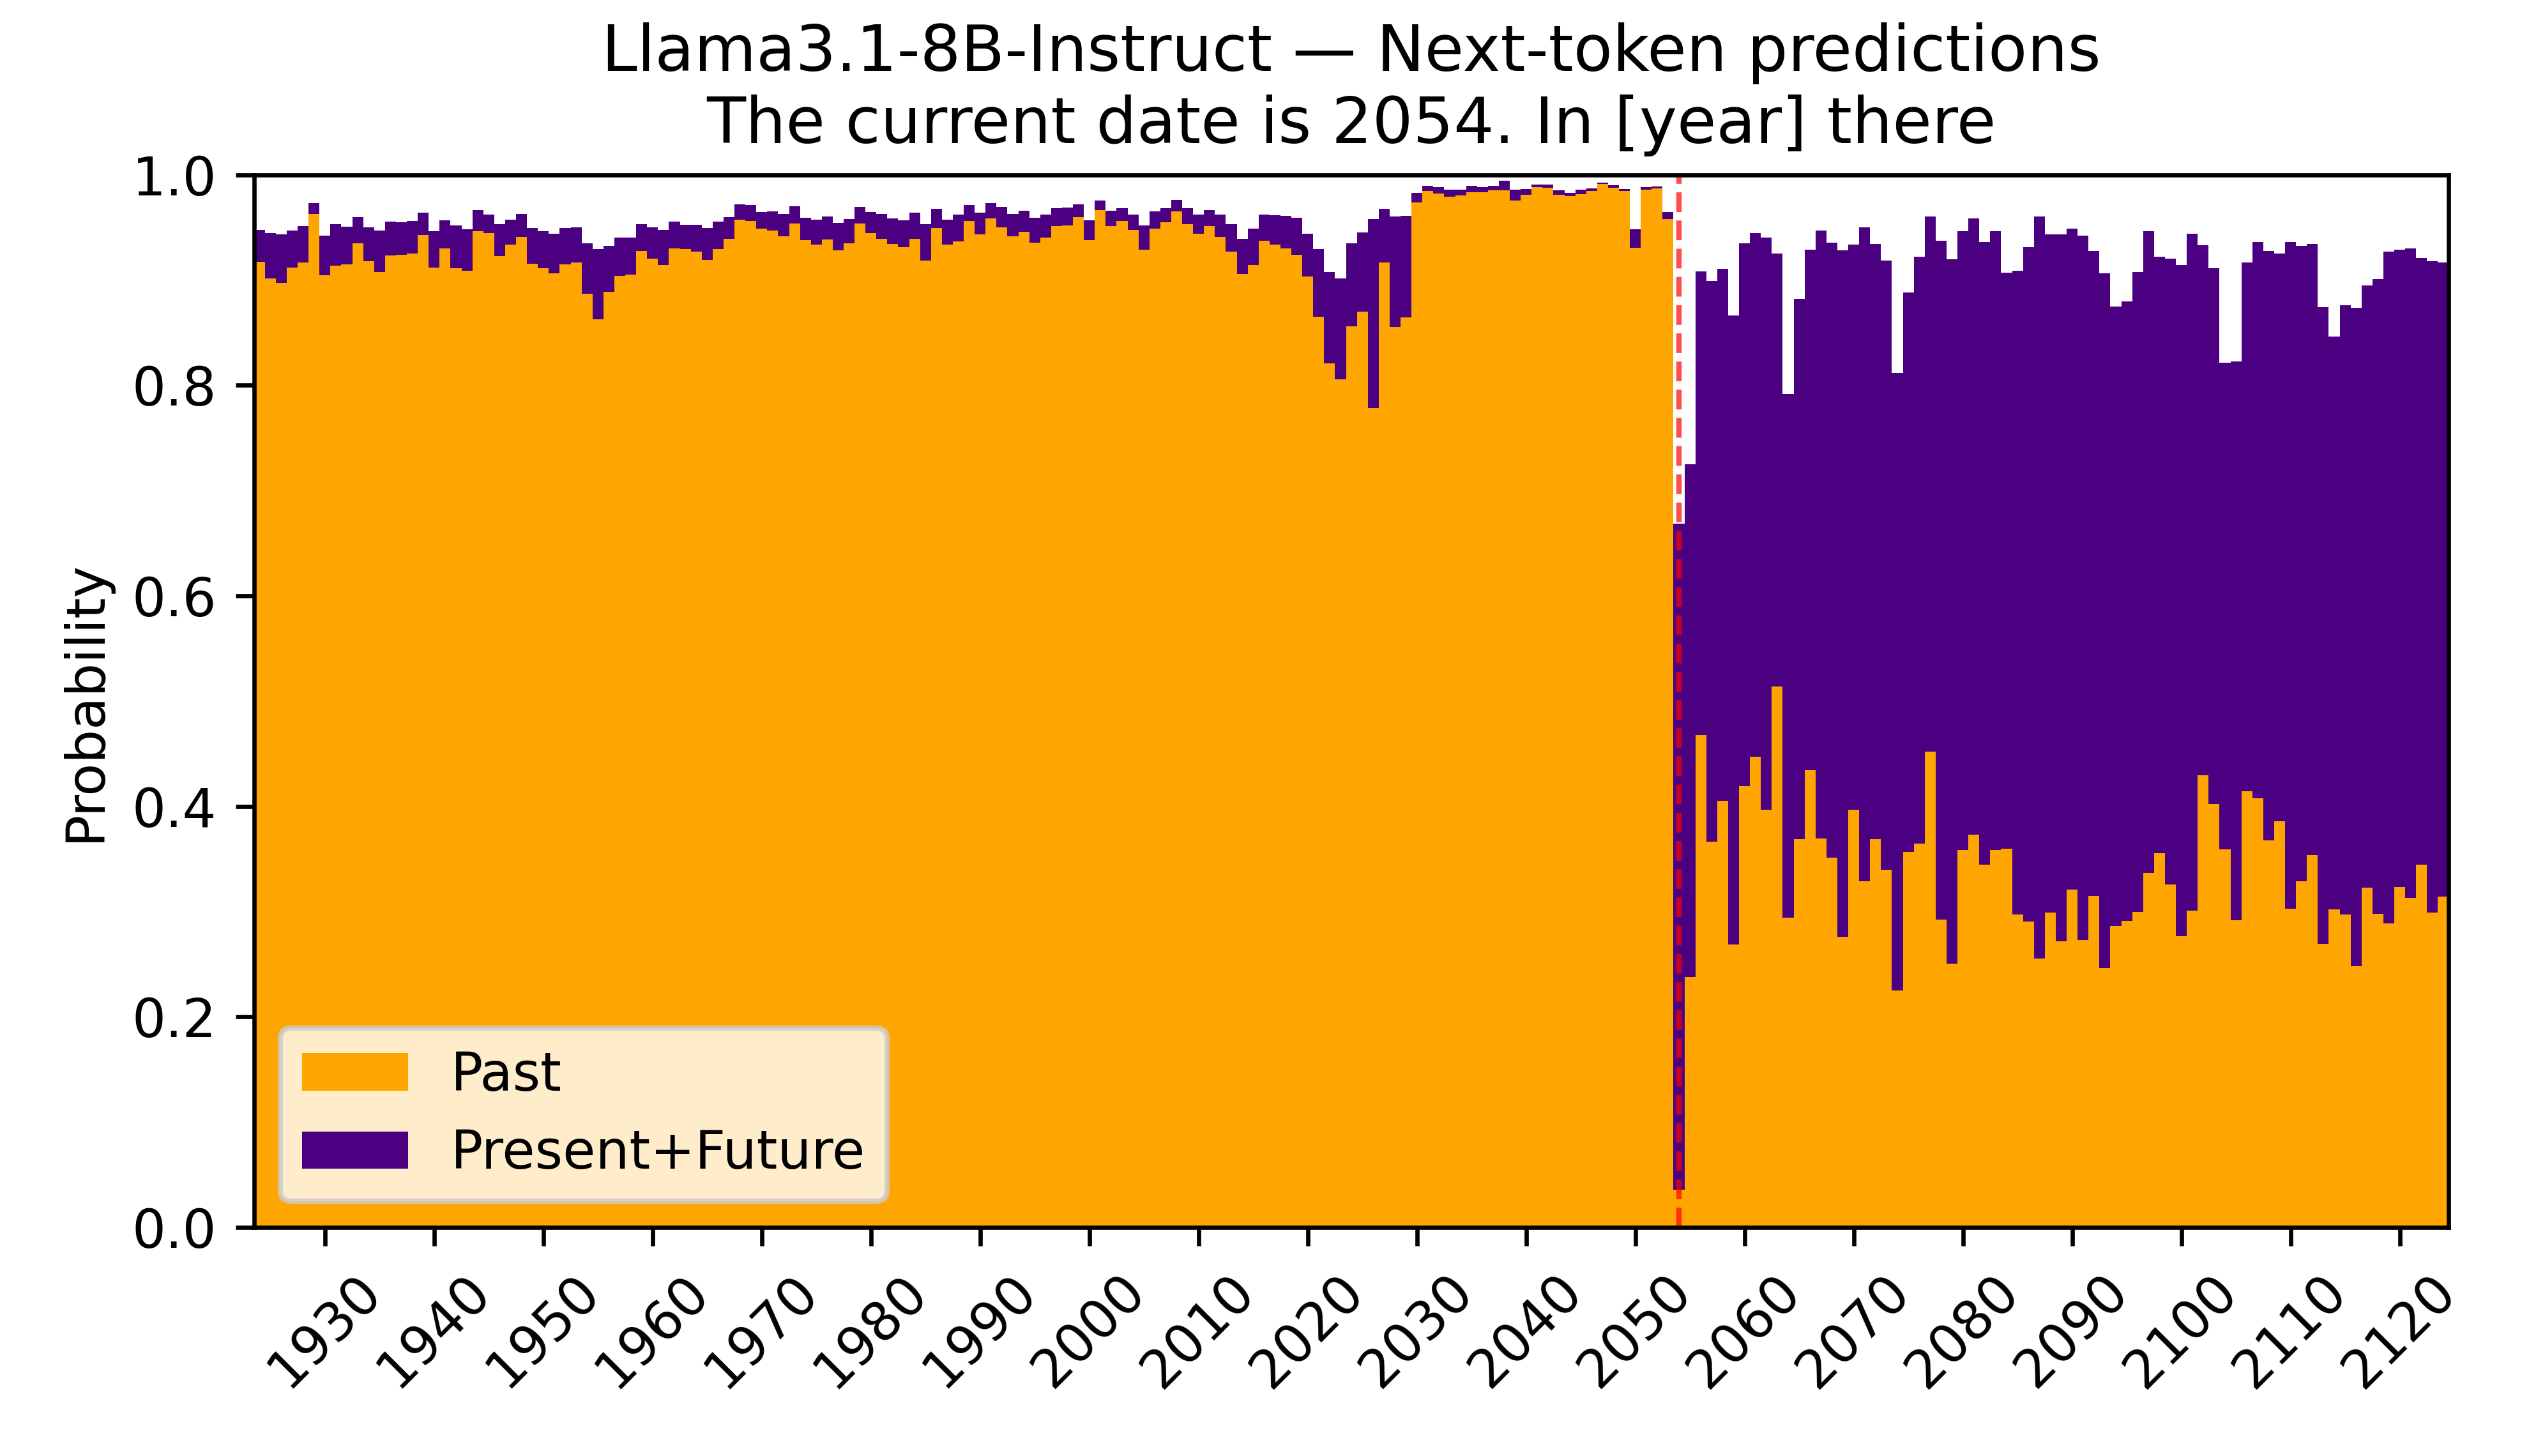 Llama3.1-8B-Instruct — Next-token predictions
The current date is 2054. In [year] there
Probability
1.0
0.8
0.6
0.4
0.2
0.0
Past
Present+Future
1930 1940 1950 1960 1970 1980 1990 2000 2010 2020 2030 2040 2050 2060 2070 2080 2090 2100 2110 2120